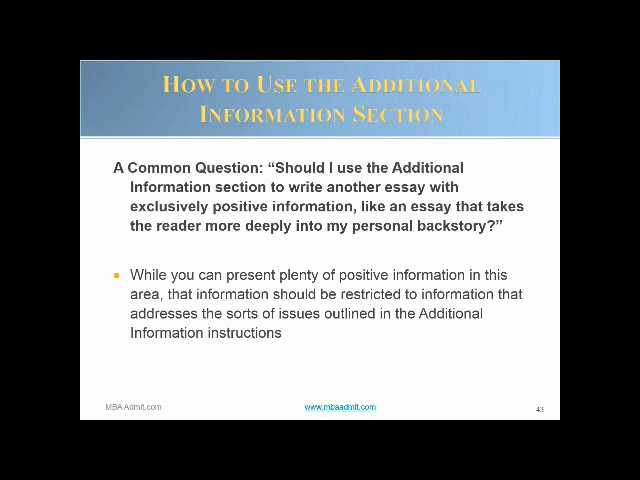 HOW TO USE THE ADDITIONAL
INFORMATION SECTION
A Common Question: “Should I use the Additional
Information section to write another essay with
exclusively positive information, like an essay that takes
the reader more deeply into my personal backstory?”
While you can present plenty of positive information in this
area, that information should be restricted to information that
addresses the sorts of issues outlined in the Additional
Information instructions
MBA Admit.com
www.mbaadmit.com
43